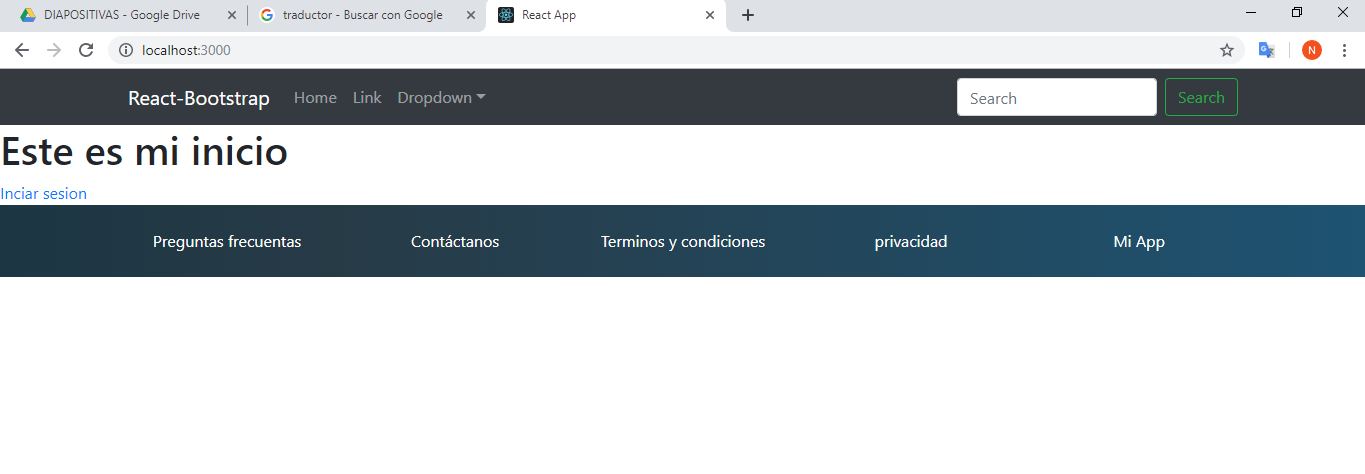 DIAPOSITIVAS - Google Drive
traductor - Buscar con Google
React App
localhost:3000
N
React-Bootstrap Home Link Dropdown Search Search
Este es mi inicio
Inciar sesion
Preguntas frecuentas Contáctanos Terminos y condiciones privacidad Mi App